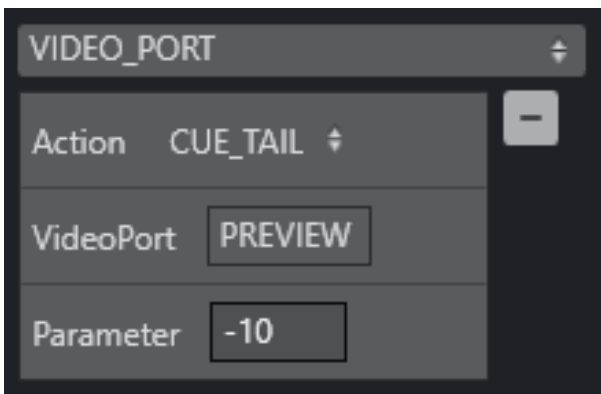 VIDEO_PORT
Action CUE_TAIL
VideoPort PREVIEW
Parameter -10